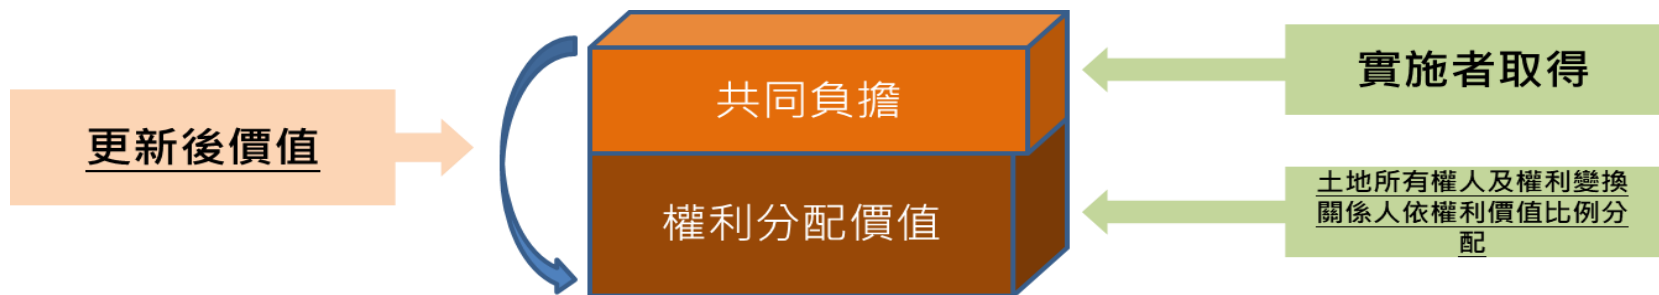 更新後價值
共同負擔
權利分配價值
實施者取得
土地所有權人及權利變換
關係人依權利價值比例分
配